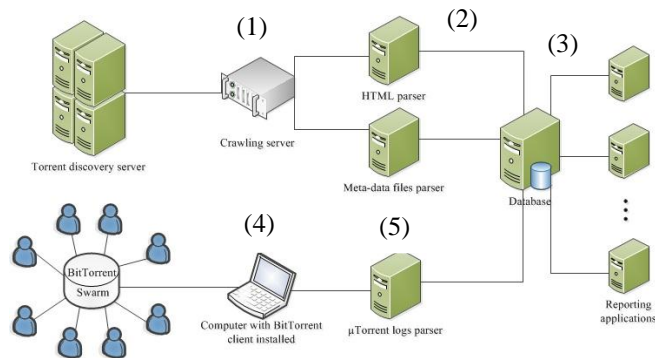 (1)
(2)
(3)
HTML parser
Torrent discovery server
Crawling server
Meta-data files parser
Database
(4)
(5)
BitTorrent
Swarm
Computer with BitTorrent
client installed
µTorrent logs parser
Reporting
applications